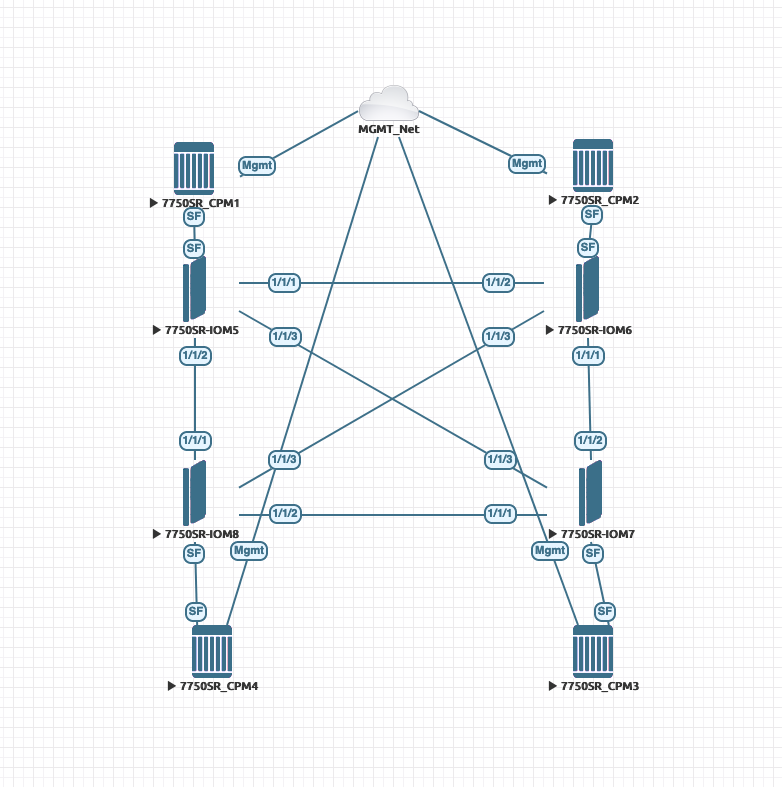 MGMT_Net
Mgmt
Mgmt
7750SR_CPM1
7750SR_CPM2
SF
SF
SF
SF
1/1/1
1/1/2
7750SR-IOM5
7750SR-IOM6
1/1/3
1/1/3
1/1/2
1/1/1
1/1/1
1/1/2
1/1/3
1/1/3
1/1/2
1/1/1
7750SR-IOM8
7750SR-IOM7
SF
Mgmt
Mgmt
SF
SF
SF
7750SR_CPM4
7750SR_CPM3